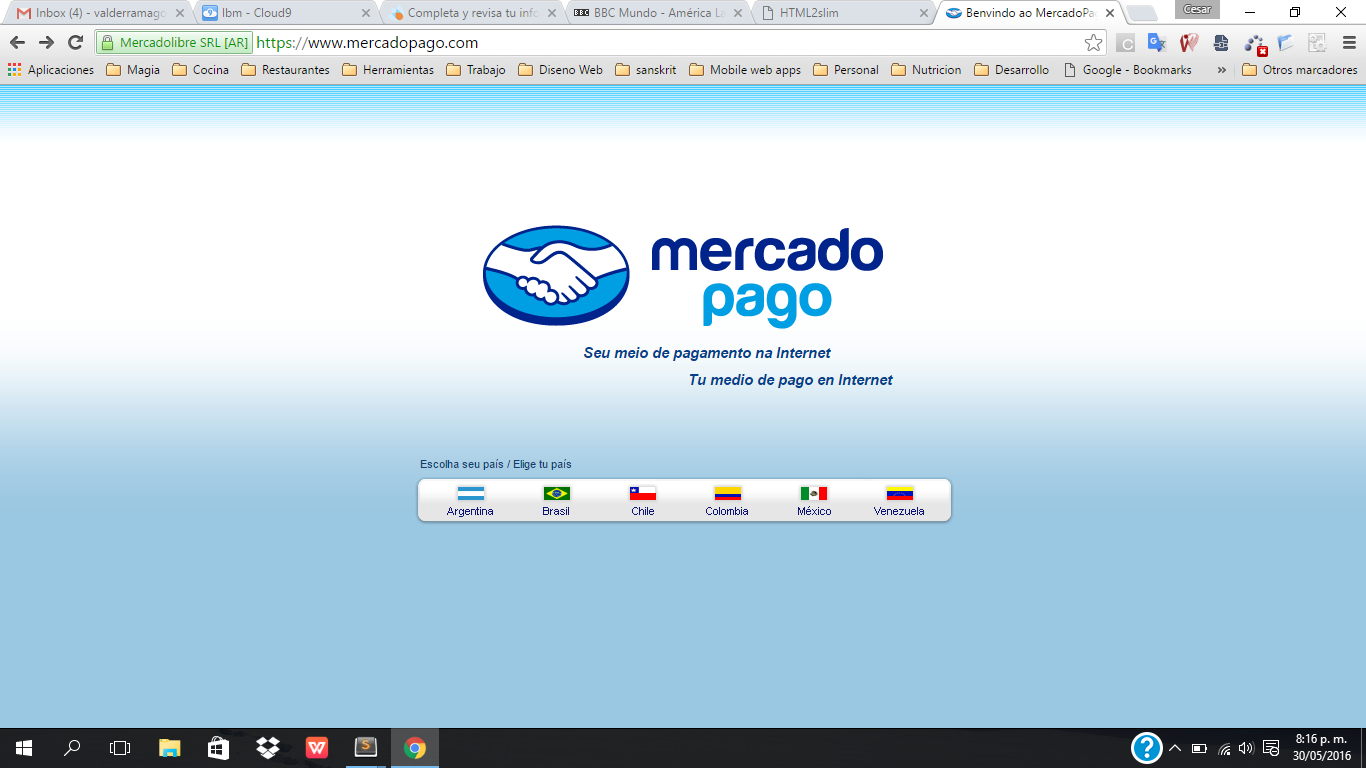 Inbox (4) - valderramago
Ibm - Cloud9
Completa y revisa tu info
BBC BBC Mundo - América La
HTML2slim
Benvindo ao MercadoPa
Cesar
Mercadolibre SRL [AR] https://www.mercadopago.com
Aplicaciones Magia Cocina Restaurantes Herramientas Trabajo Diseno Web sanskrit Mobile web apps Personal Nutricion Desarrollo Google - Bookmarks » Otros marcadores
mercado
pago
Seu meio de pagamento na Internet
Tu medio de pago en Internet
Escolha seu país / Elige tu país
Argentina Brasil Chile Colombia México Venezuela
8:16 p. m.
30/05/2016